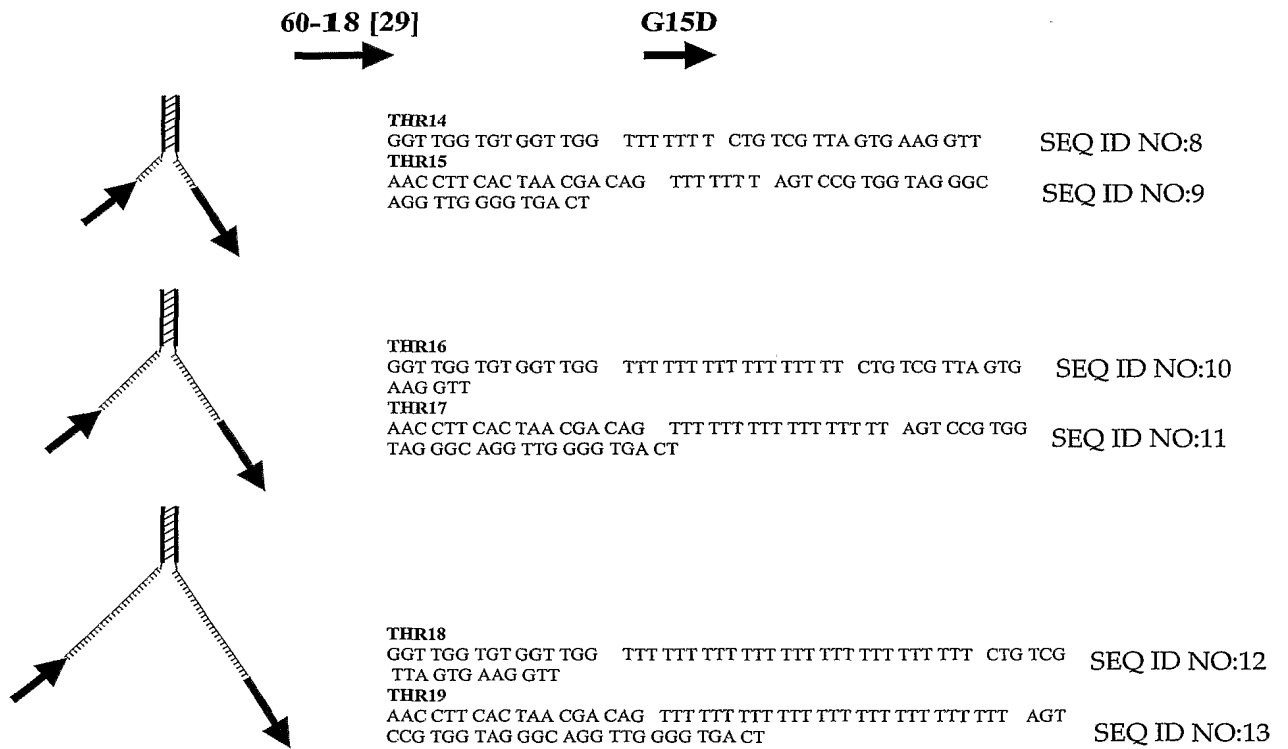 60-18 [29] G15D
THR14
GGT TGG TGT GGT TGG TTT TTT T CTG TCG TTA GTG AAG GTT SEQ ID NO:8
THR15
AAC CTT CAC TAA CGA CAG TTT TTT T AGT CCG TGG TAG GGC
AGG TTG GGG TGA CT SEQ ID NO:9
THR16
GGT TGG TGT GGT TGG TTT TTT TTT TTT TTT TT CTG TCG TTA GTG SEQ ID NO:10
AAG GTT
THR17
AAC CTT CAC TAA CGA CAG TTT TTT TTT TTT TTT TT AGT CCG TGG
TAG GGC AGG TTG GGG TGA CT SEQ ID NO:11
THR18
GGT TGG TGT GGT TGG TTT TTT TTT TTT TTT TTT TTT TTT TTT CTG TCG SEQ ID NO:12
TTA GTG AAG GTT
THR19
AAC CTT CAC TAA CGA CAG TTT TTT TTT TTT TTT TTT TTT TTT TTT AGT
CCG TGG TAG GGC AGG TTG GGG TGA CT SEQ ID NO:13